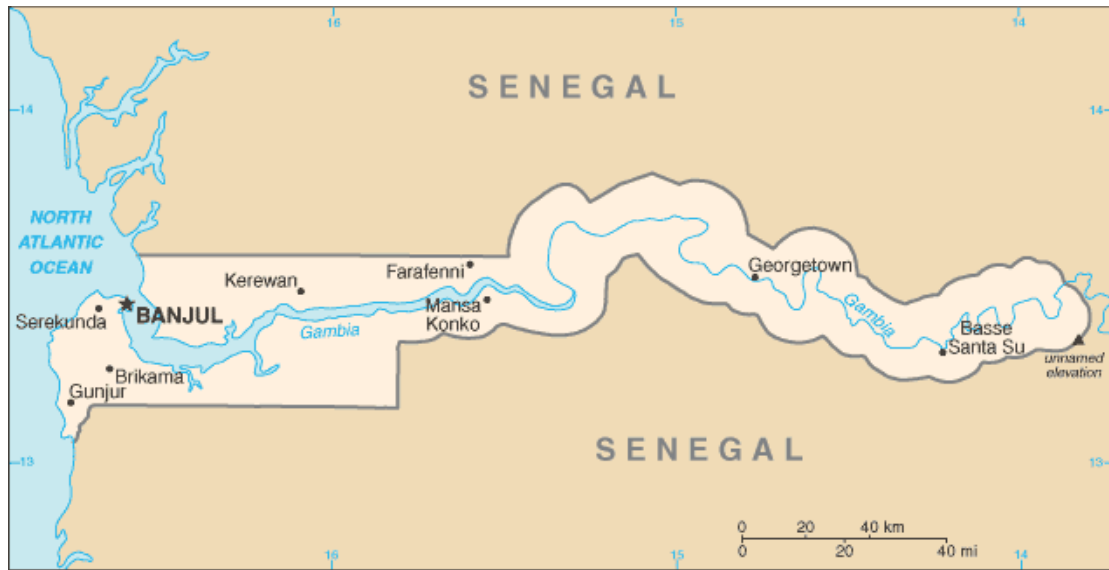 16
15
14
SENEGAL
14
14
NORTH
ATLANTIC
OCEAN
Georgetown
Farafenni
Kerewan
Mansa
Konko
Serekunda
BANJUL
Gambia
Gambia
Basse
Santa Su
unnamed
elevation
Brikama
Gunjur
13
SENEGAL
13
0 20 40 km
0 20 40 mi
16
15
14